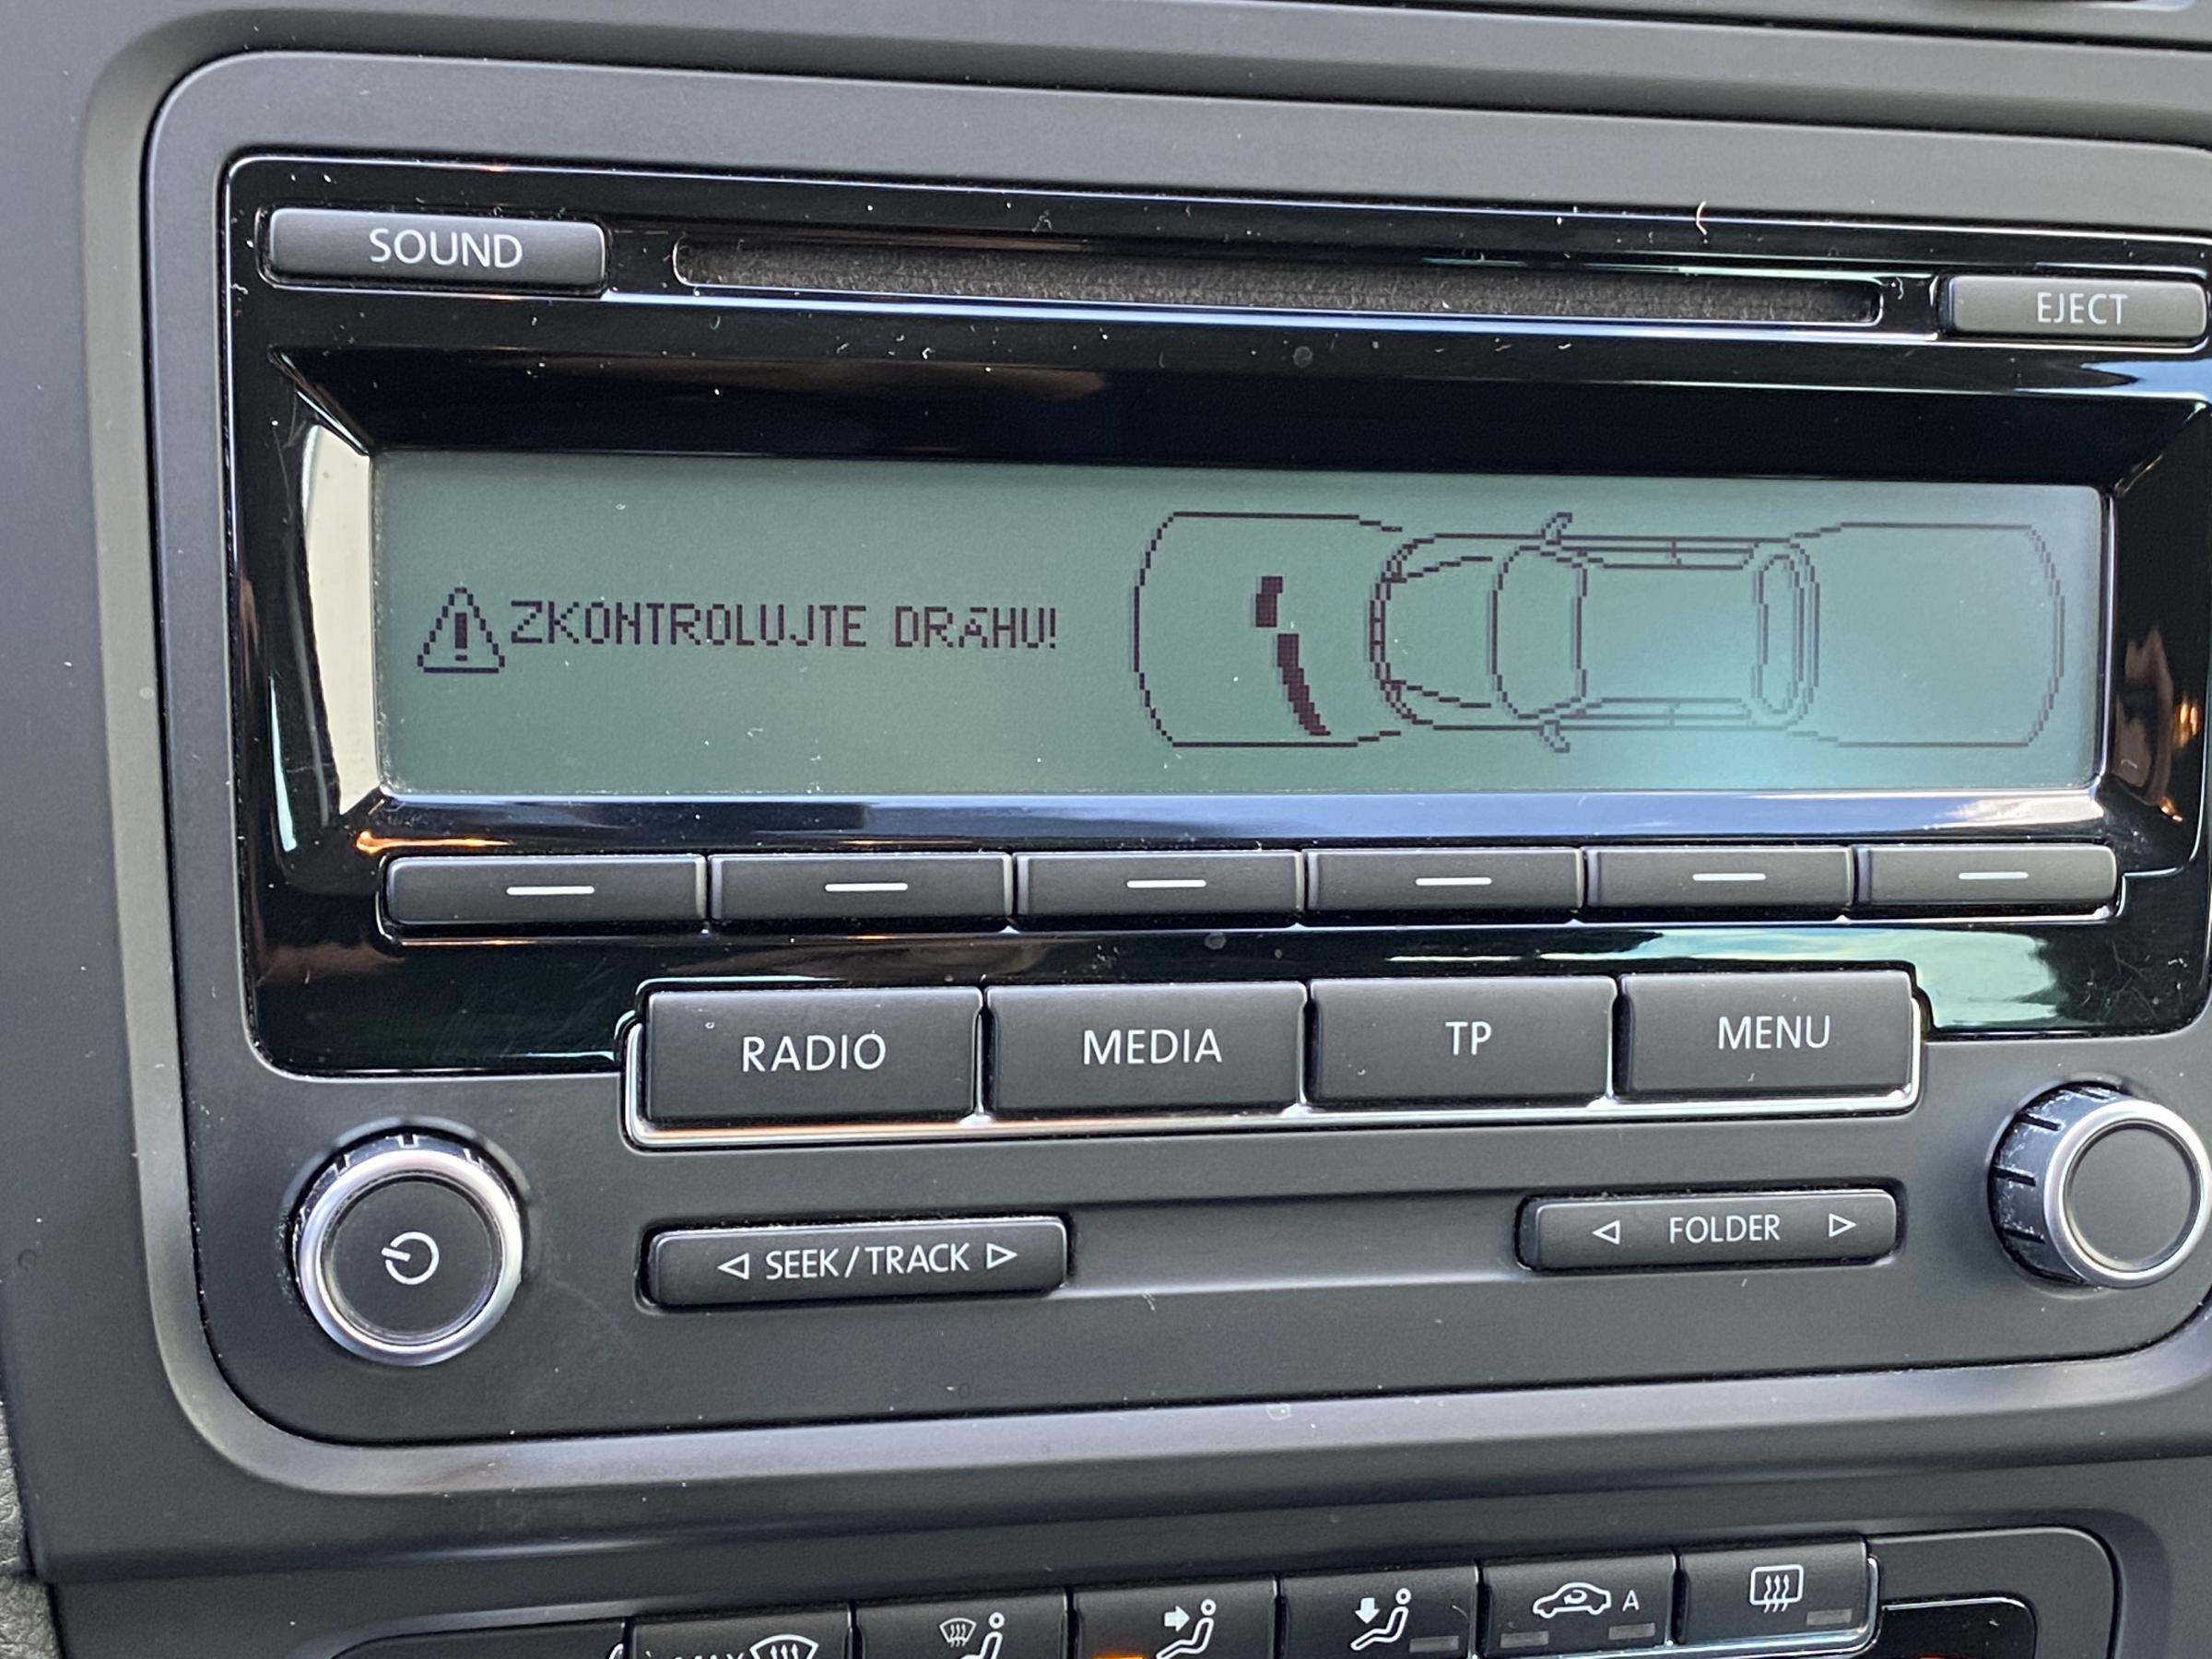 SOUND
EJECT
ZKONTROLUJTE DRÁHU!
RADIO
MEDIA
TP
MENU
SEEK/TRACK
FOLDER
A